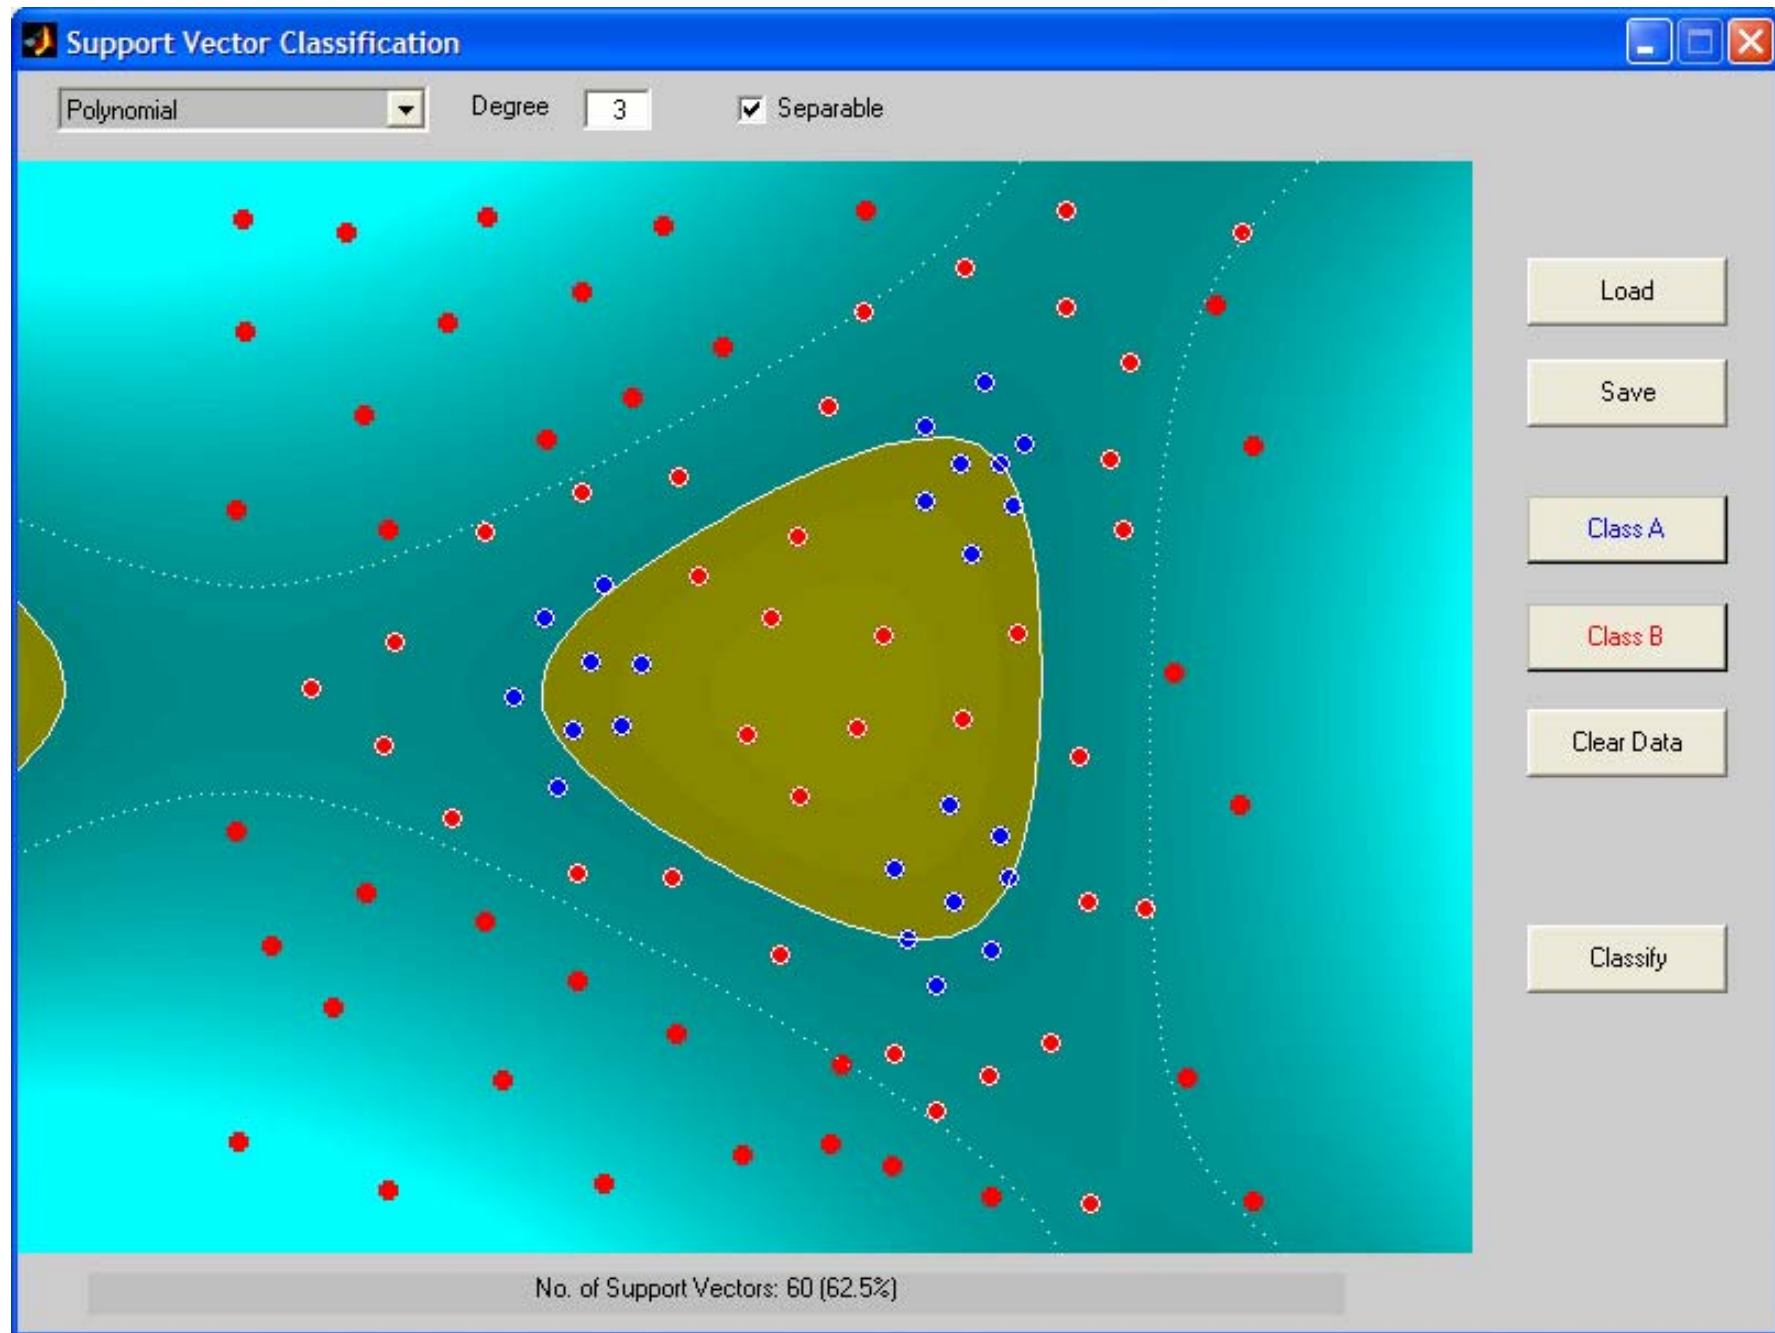 Support Vector Classification
Polynomial Degree 3 Separable
Load
Save
Class A
Class B
Clear Data
Classify
No. of Support Vectors: 60 (62.5%)